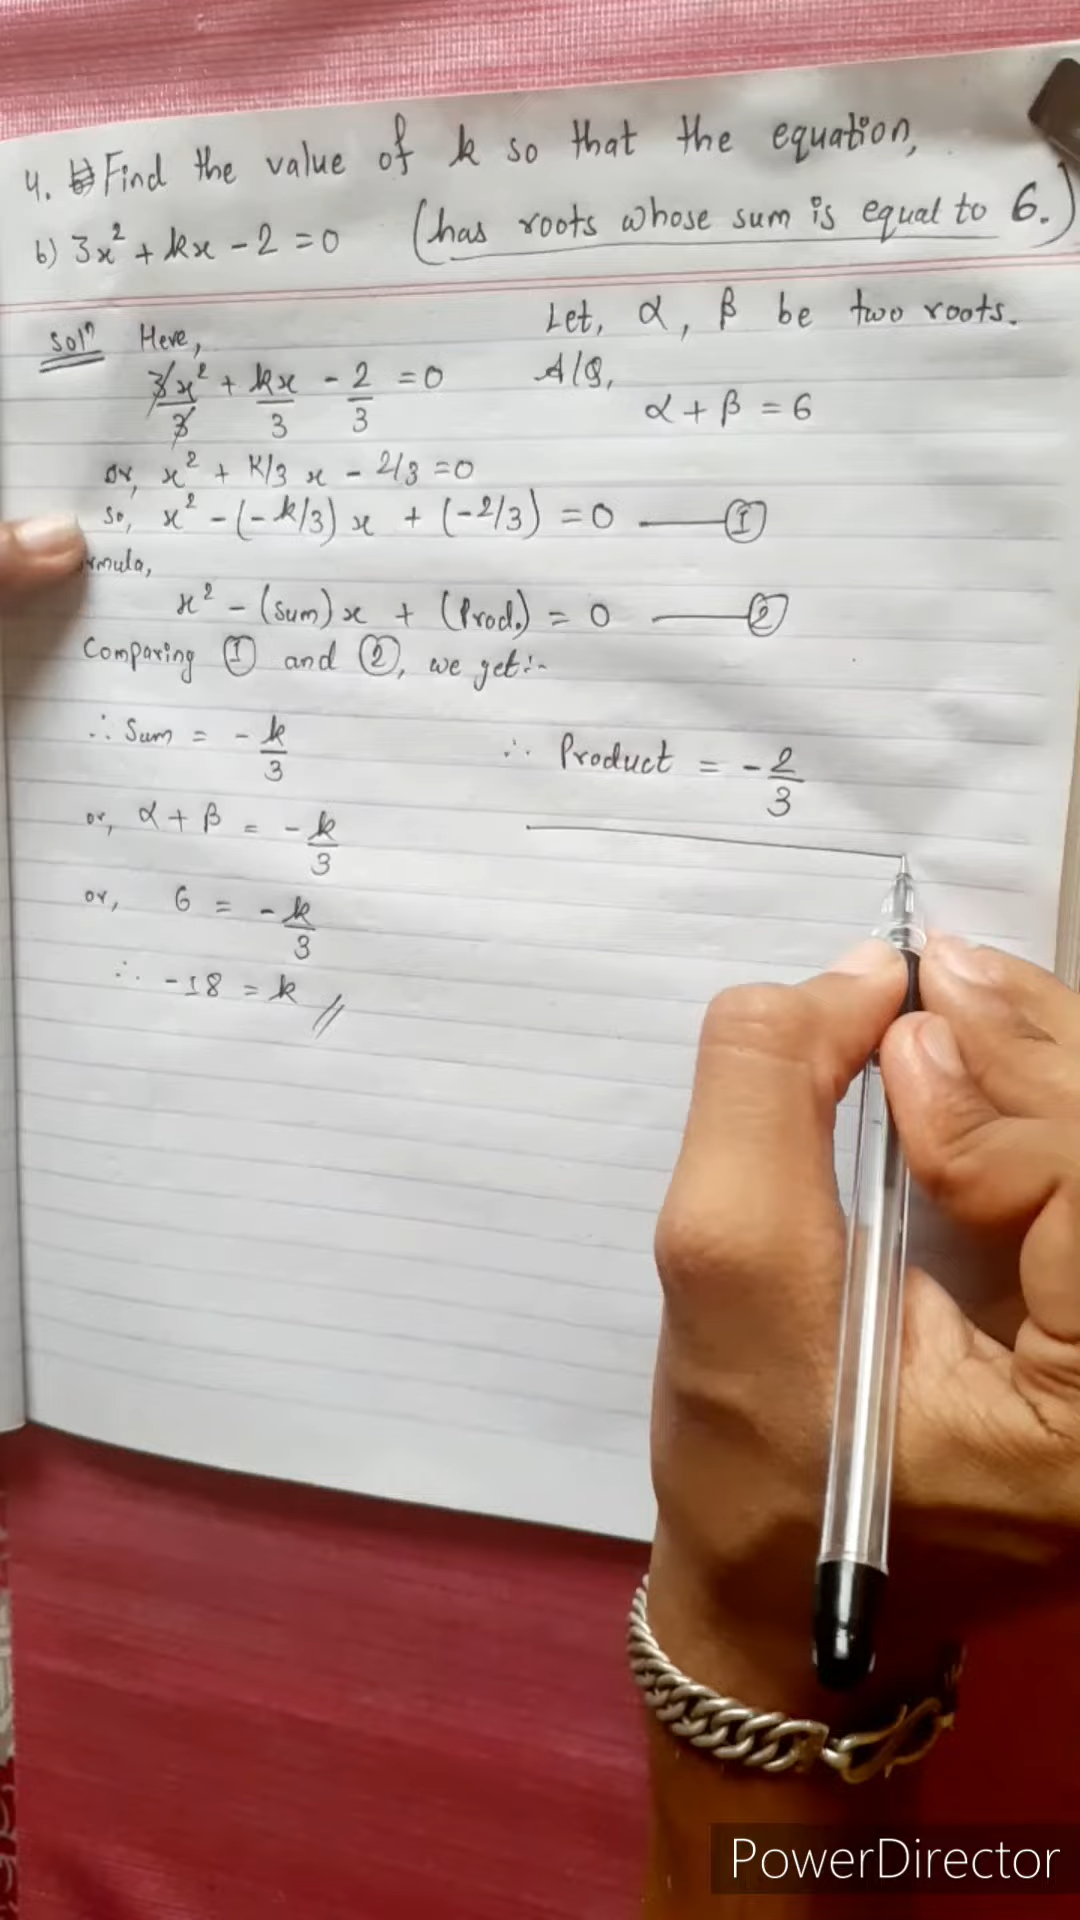 4. Find the value of k so that the equation,
b) 3x² + kx - 2 = 0 (has roots whose sum is equal to 6.)
Solⁿ Here,
3x²/3 + kx/3 - 2/3 = 0
or, x² + k/3 x - 2/3 = 0
Let, α, β be two roots.
A/Q,
α + β = 6
so, x² - (-k/3) x + (-2/3) = 0 ——— ①
rmula,
x² - (sum) x + (Prod.) = 0 ——— ②
Comparing ① and ②, we get:-
∴ Sum = - k/3
or, α + β = - k/3
or, 6 = - k/3
∴ -18 = k //
∴ Product = - 2/3
PowerDirector